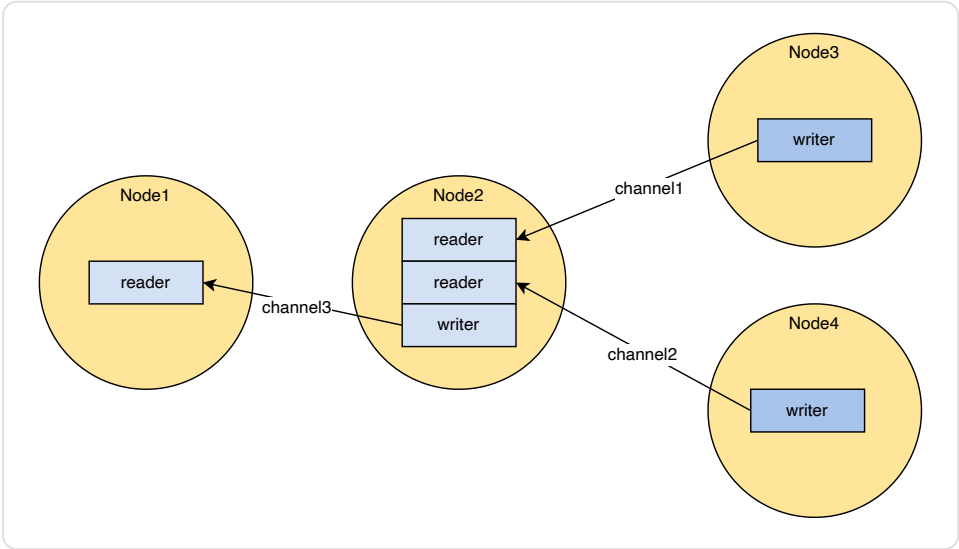 Node1
reader
channel3
Node2
reader
reader
writer
channel1
channel2
Node3
writer
Node4
writer